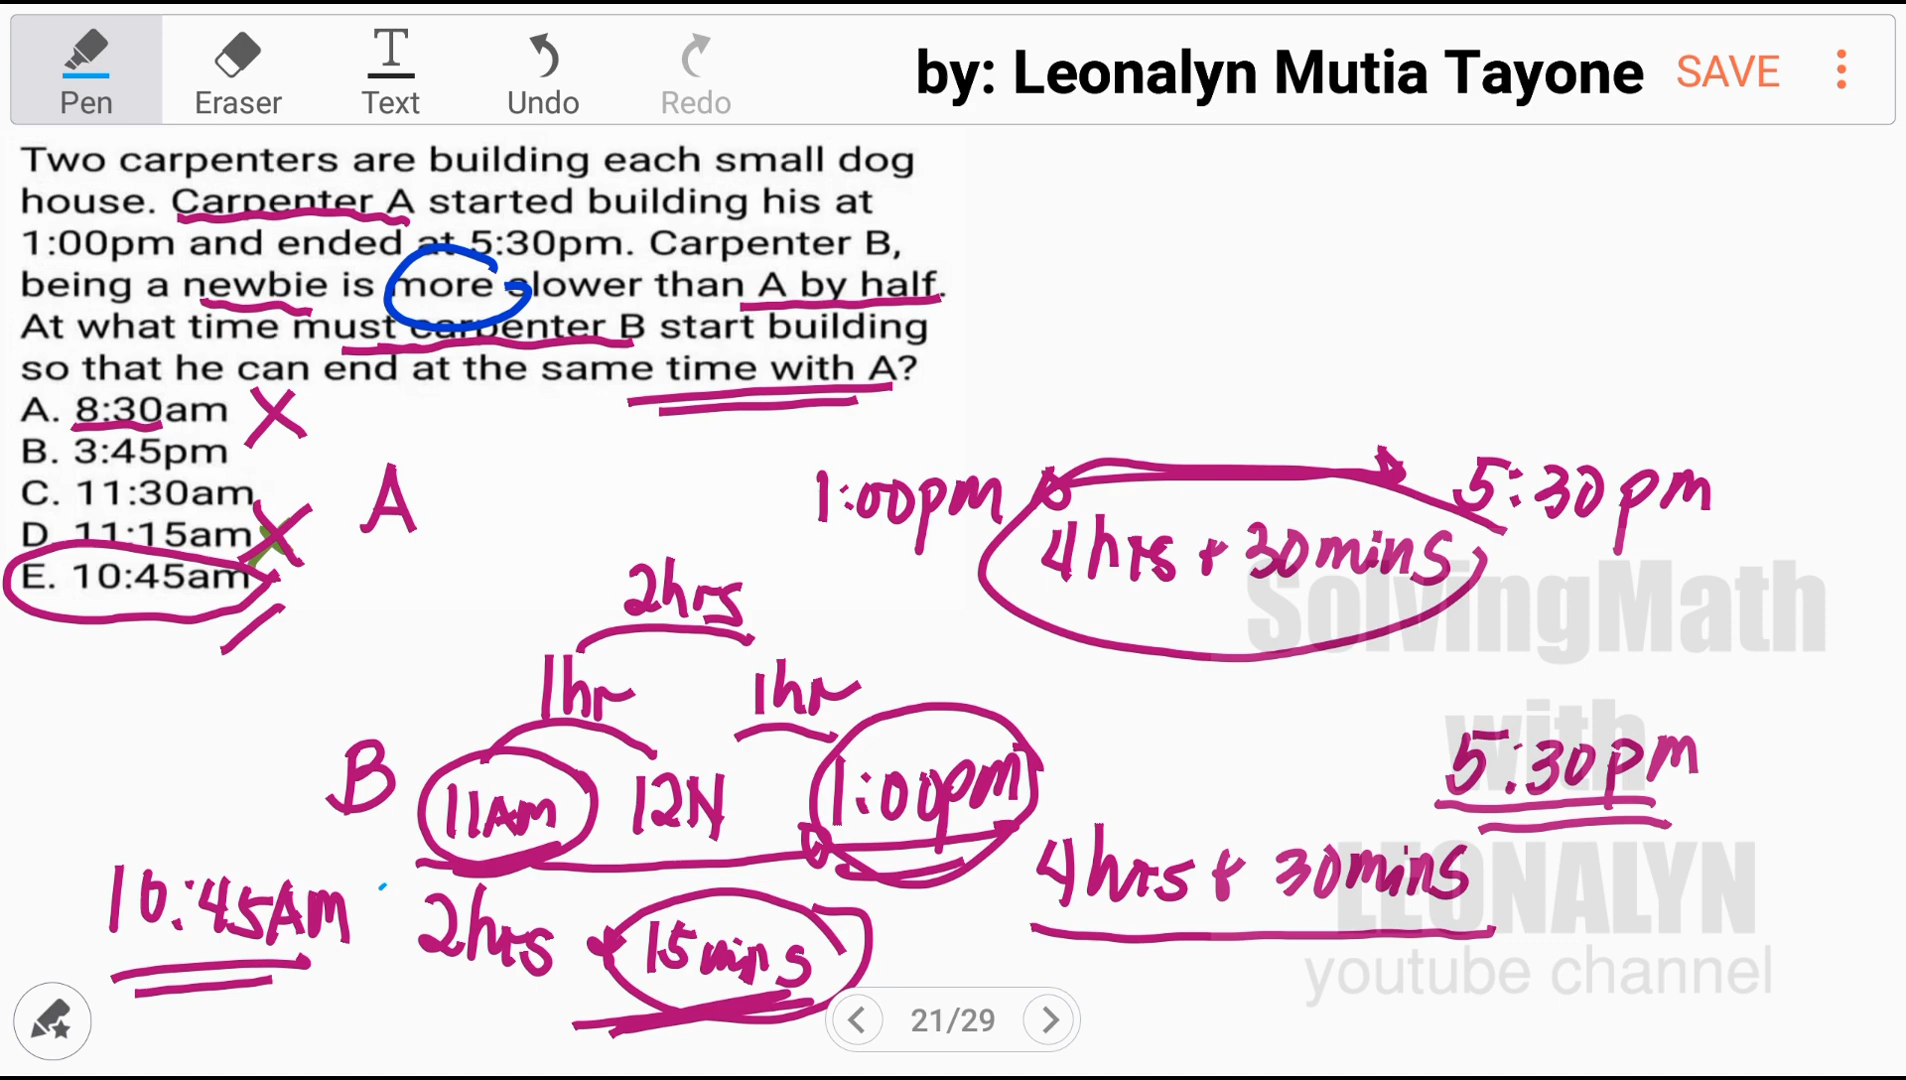 Pen
Eraser
Text
Undo
Redo
by: Leonalyn Mutia Tayone
SAVE
Two carpenters are building each small dog
house. Carpenter A started building his at
1:00pm and ended at 5:30pm. Carpenter B,
being a newbie is more slower than A by half.
At what time must carpenter B start building
so that he can end at the same time with A?
A. 8:30am
B. 3:45pm
C. 11:30am
D. 11:15am
E. 10:45am
A
1:00pm
5:30pm
4hrs + 30mins
2hrs
1hr
1hr
B
11AM
12N
1:00pm
5:30pm
4hrs + 30mins
10:45AM
2hrs
15mins
SolvingMath
with
LEONALYN
youtube channel
21/29